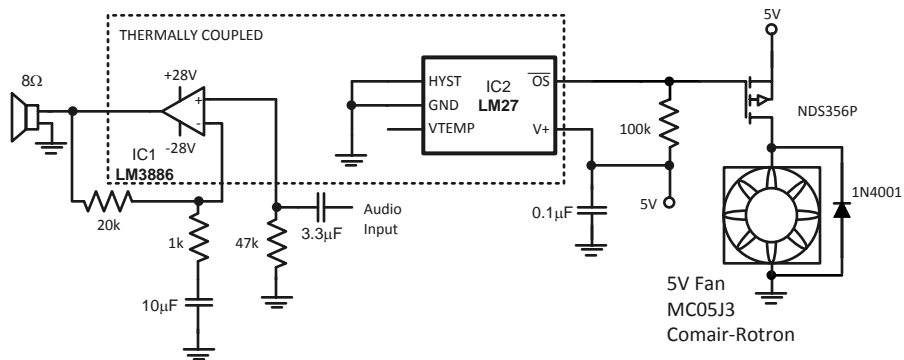 THERMALLY COUPLED
5V
8Ω
+28V
+
-
-28V
IC1
LM3886
HYST
GND
VTEMP
IC2
LM27
OS
V+
100k
NDS356P
20k
1k
47k
3.3µF
Audio
Input
10µF
0.1µF
5V
1N4001
5V Fan
MC05J3
Comair-Rotron